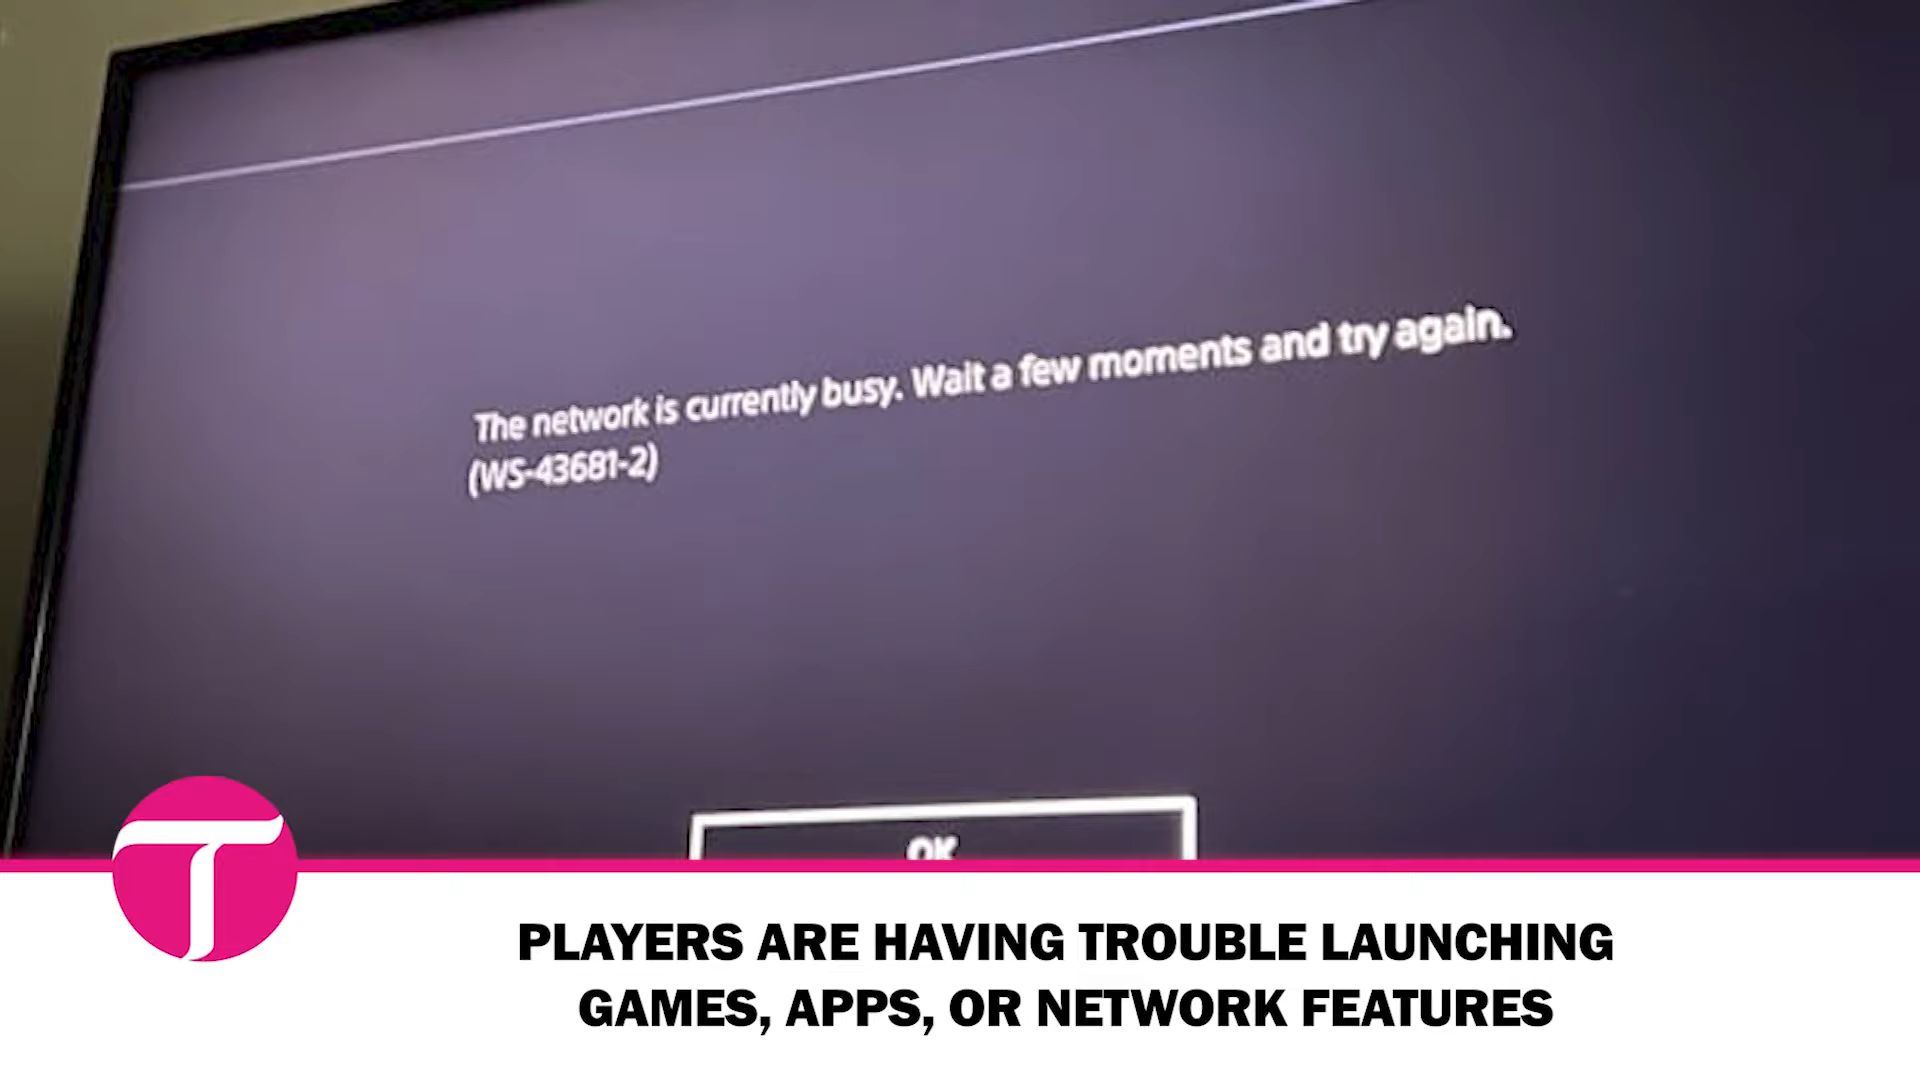 The network is currently busy. Wait a few moments and try again.
(WS-43681-2)
OK
T
PLAYERS ARE HAVING TROUBLE LAUNCHING
GAMES, APPS, OR NETWORK FEATURES